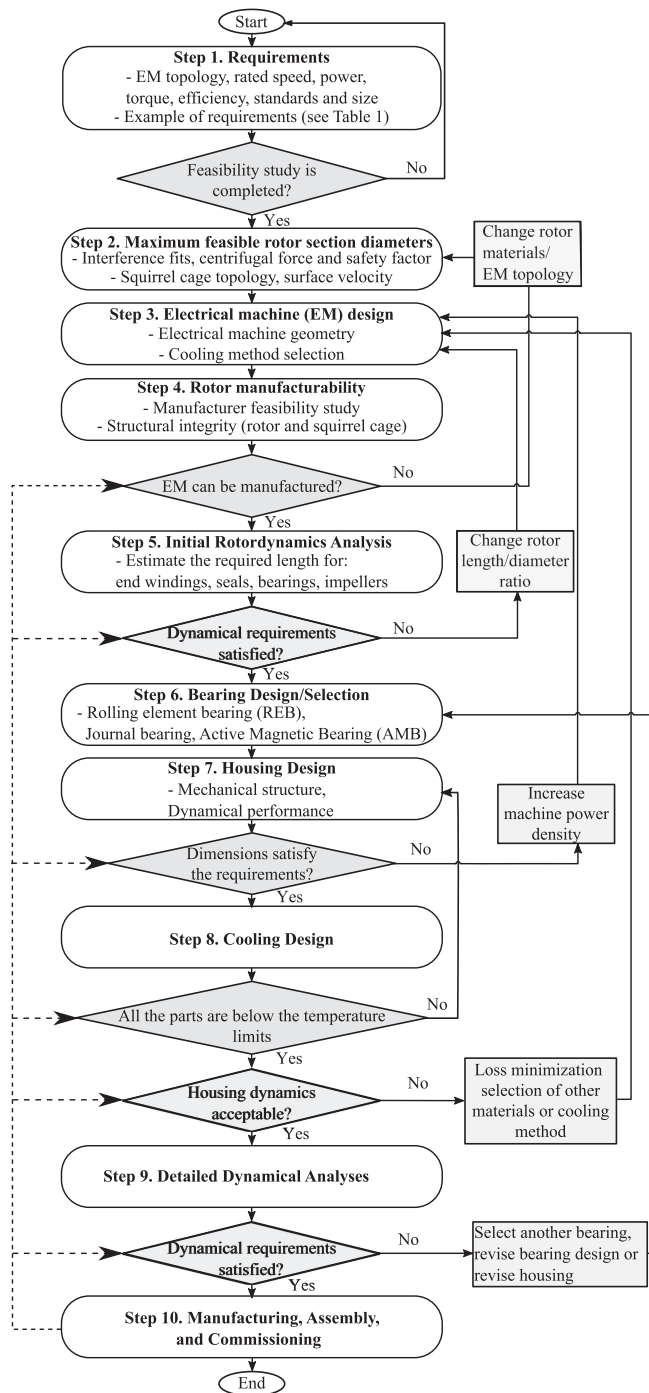 Start
Step 1. Requirements
- EM topology, rated speed, power,
torque, efficiency, standards and size
- Example of requirements (see Table 1)
Feasibility study is
completed?
No
Yes
Step 2. Maximum feasible rotor section diameters
- Interference fits, centrifugal force and safety factor
- Squirrel cage topology, surface velocity
Change rotor
materials/
EM topology
Step 3. Electrical machine (EM) design
- Electrical machine geometry
- Cooling method selection
Step 4. Rotor manufacturability
- Manufacturer feasibility study
- Structural integrity (rotor and squirrel cage)
EM can be manufactured?
No
Yes
Step 5. Initial Rotordynamics Analysis
- Estimate the required length for:
end windings, seals, bearings, impellers
Change rotor
length/diameter
ratio
Dynamical requirements
satisfied?
No
Yes
Step 6. Bearing Design/Selection
- Rolling element bearing (REB),
Journal bearing, Active Magnetic Bearing (AMB)
Step 7. Housing Design
- Mechanical structure,
Dynamical performance
Increase
machine power
density
Dimensions satisfy
the requirements?
No
Yes
Step 8. Cooling Design
All the parts are below the temperature
limits
No
Yes
Housing dynamics
acceptable?
No
Yes
Loss minimization
selection of other
materials or cooling
method
Step 9. Detailed Dynamical Analyses
Dynamical requirements
satisfied?
No
Yes
Select another bearing,
revise bearing design or
revise housing
Step 10. Manufacturing, Assembly,
and Commissioning
End